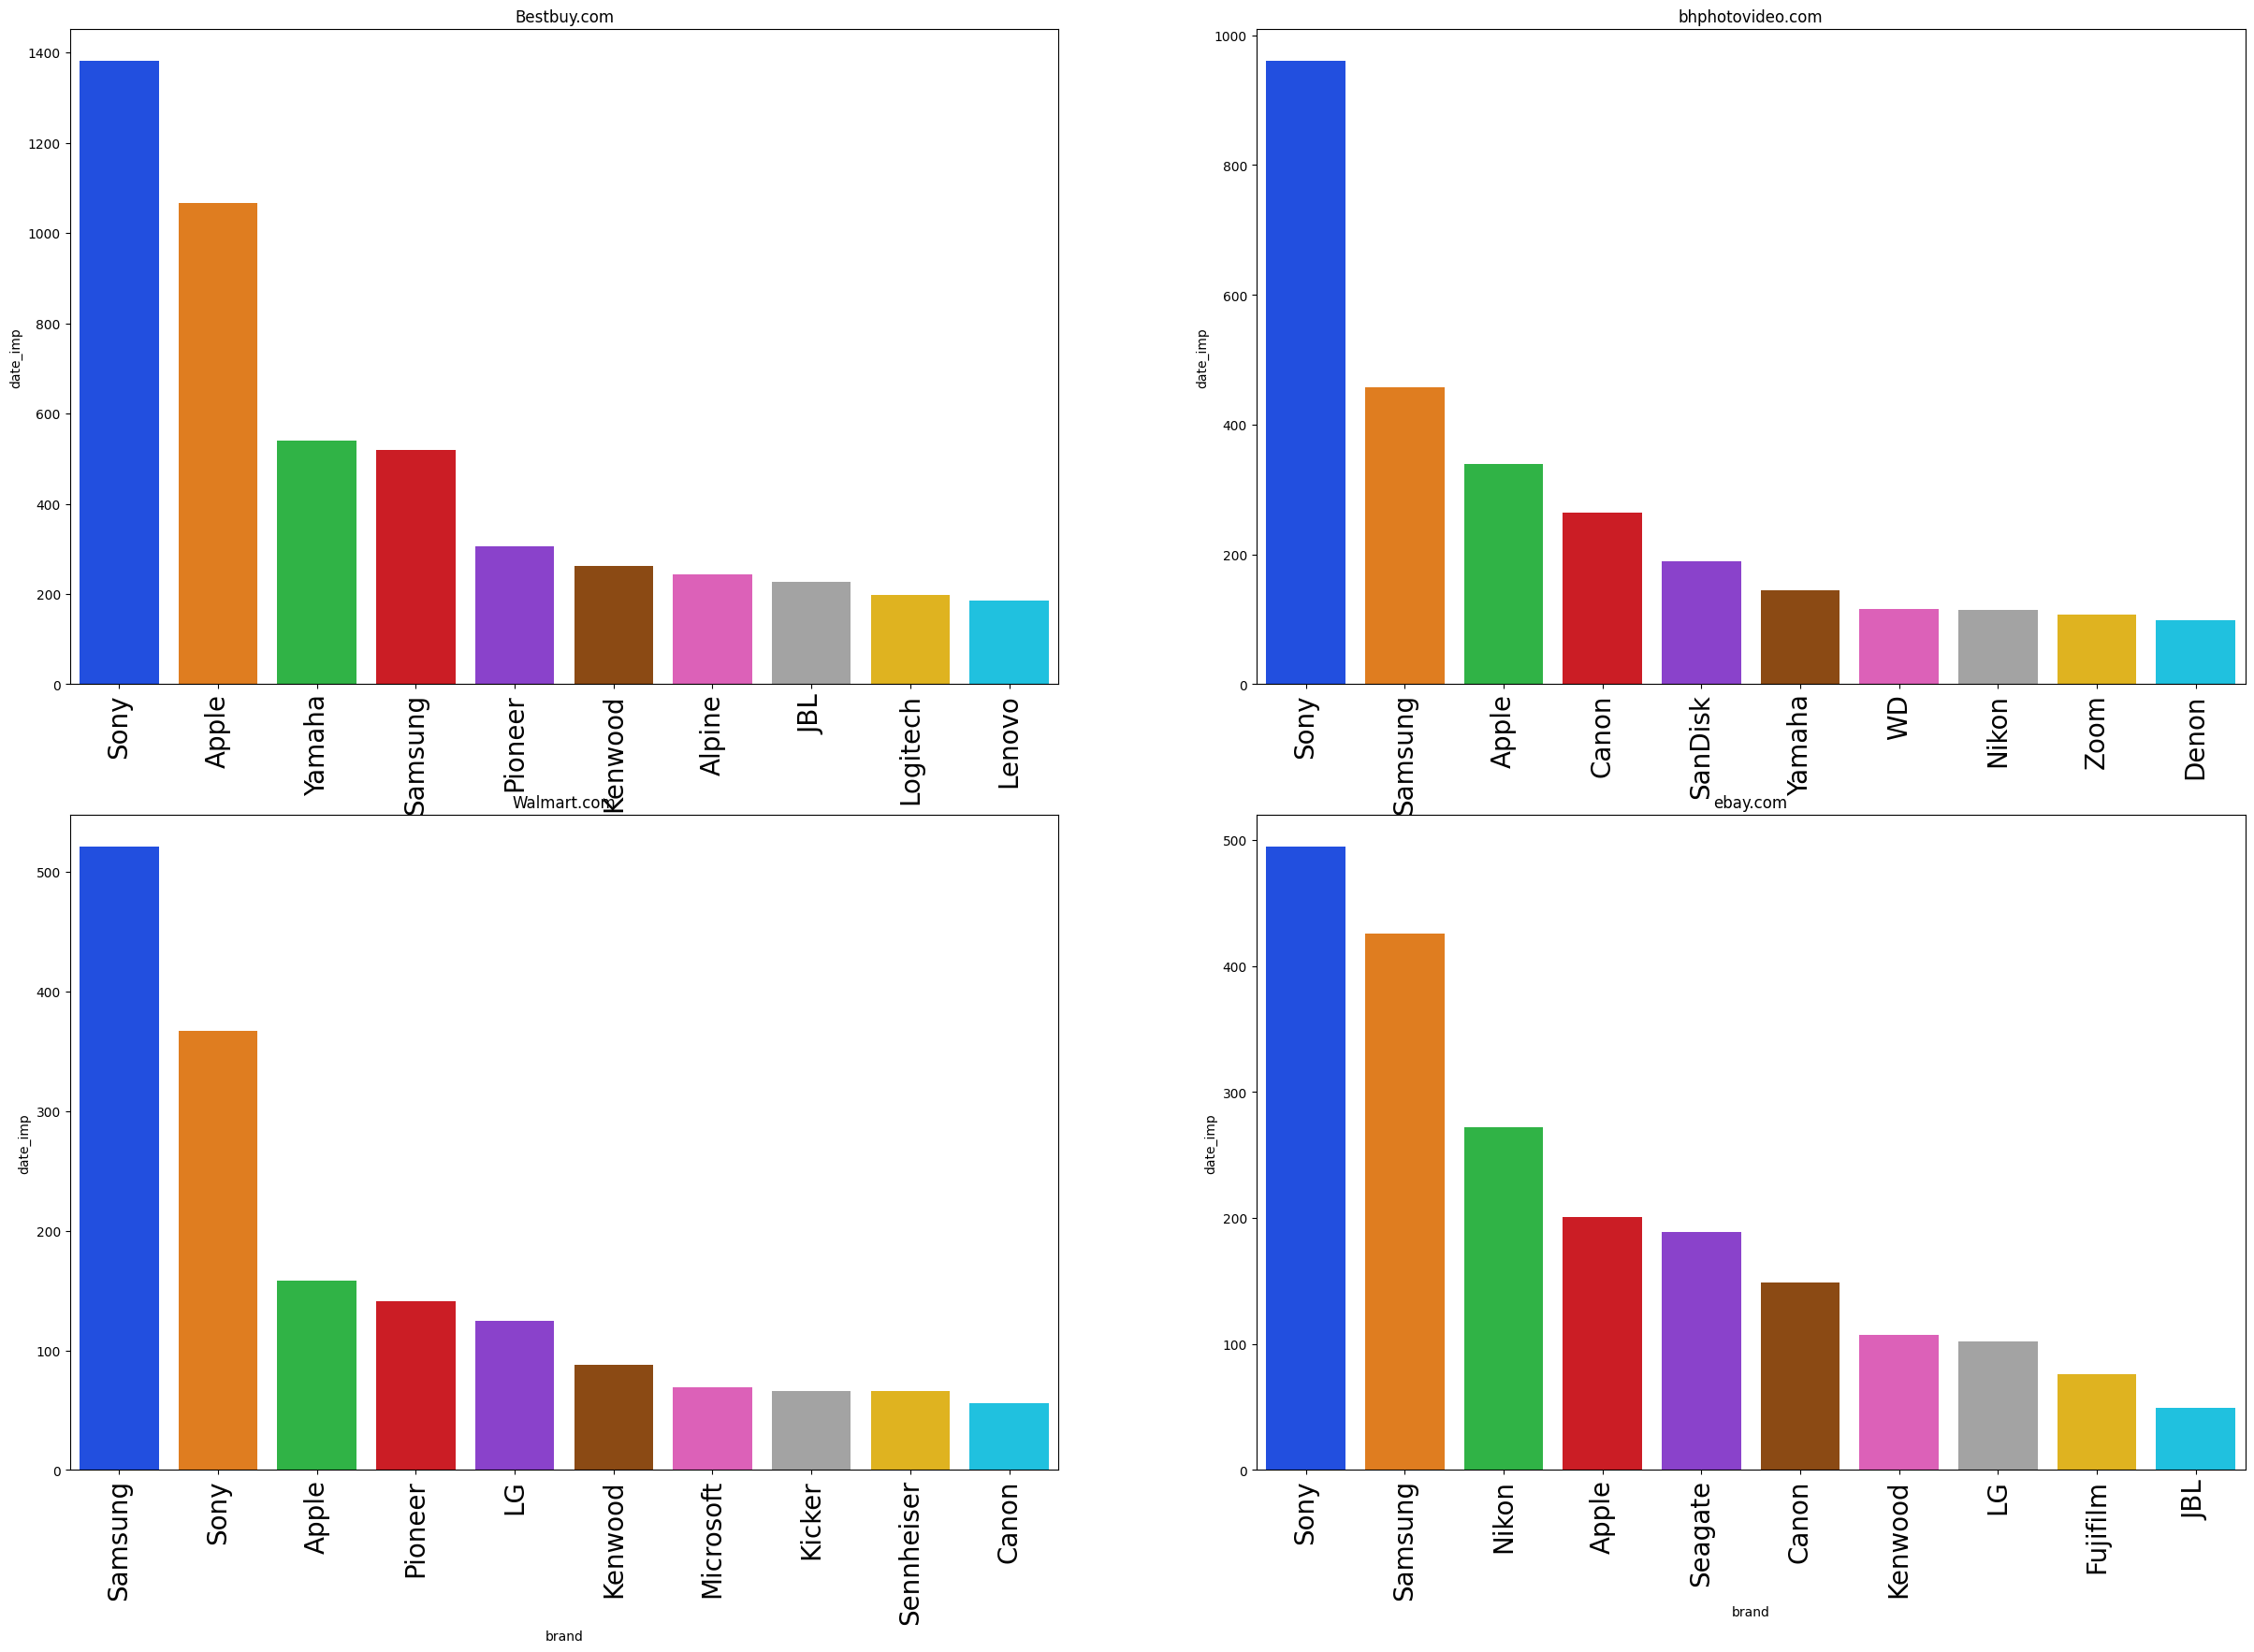 Bestbuy.com
1400
1200
1000
800
600
400
200
0
date_imp
Sony
Apple
Yamaha
Samsung
Pioneer
Kenwood
Alpine
JBL
Logitech
Lenovo
bhphotovideo.com
1000
800
600
400
200
0
date_imp
Sony
Samsung
Apple
Canon
SanDisk
Yamaha
WD
Nikon
Zoom
Denon
Walmart.com
500
400
300
200
100
0
date_imp
Samsung
Sony
Apple
Pioneer
LG
Kenwood
Microsoft
Kicker
Sennheiser
Canon
brand
ebay.com
500
400
300
200
100
0
date_imp
Sony
Samsung
Nikon
Apple
Seagate
Canon
Kenwood
LG
Fujifilm
JBL
brand